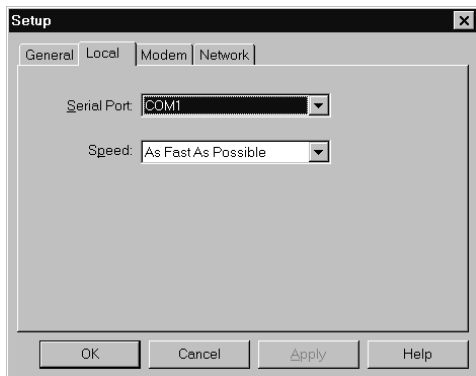 Setup
General Local Modem Network
Serial Port: COM1
Speed: As Fast As Possible
OK Cancel Apply Help